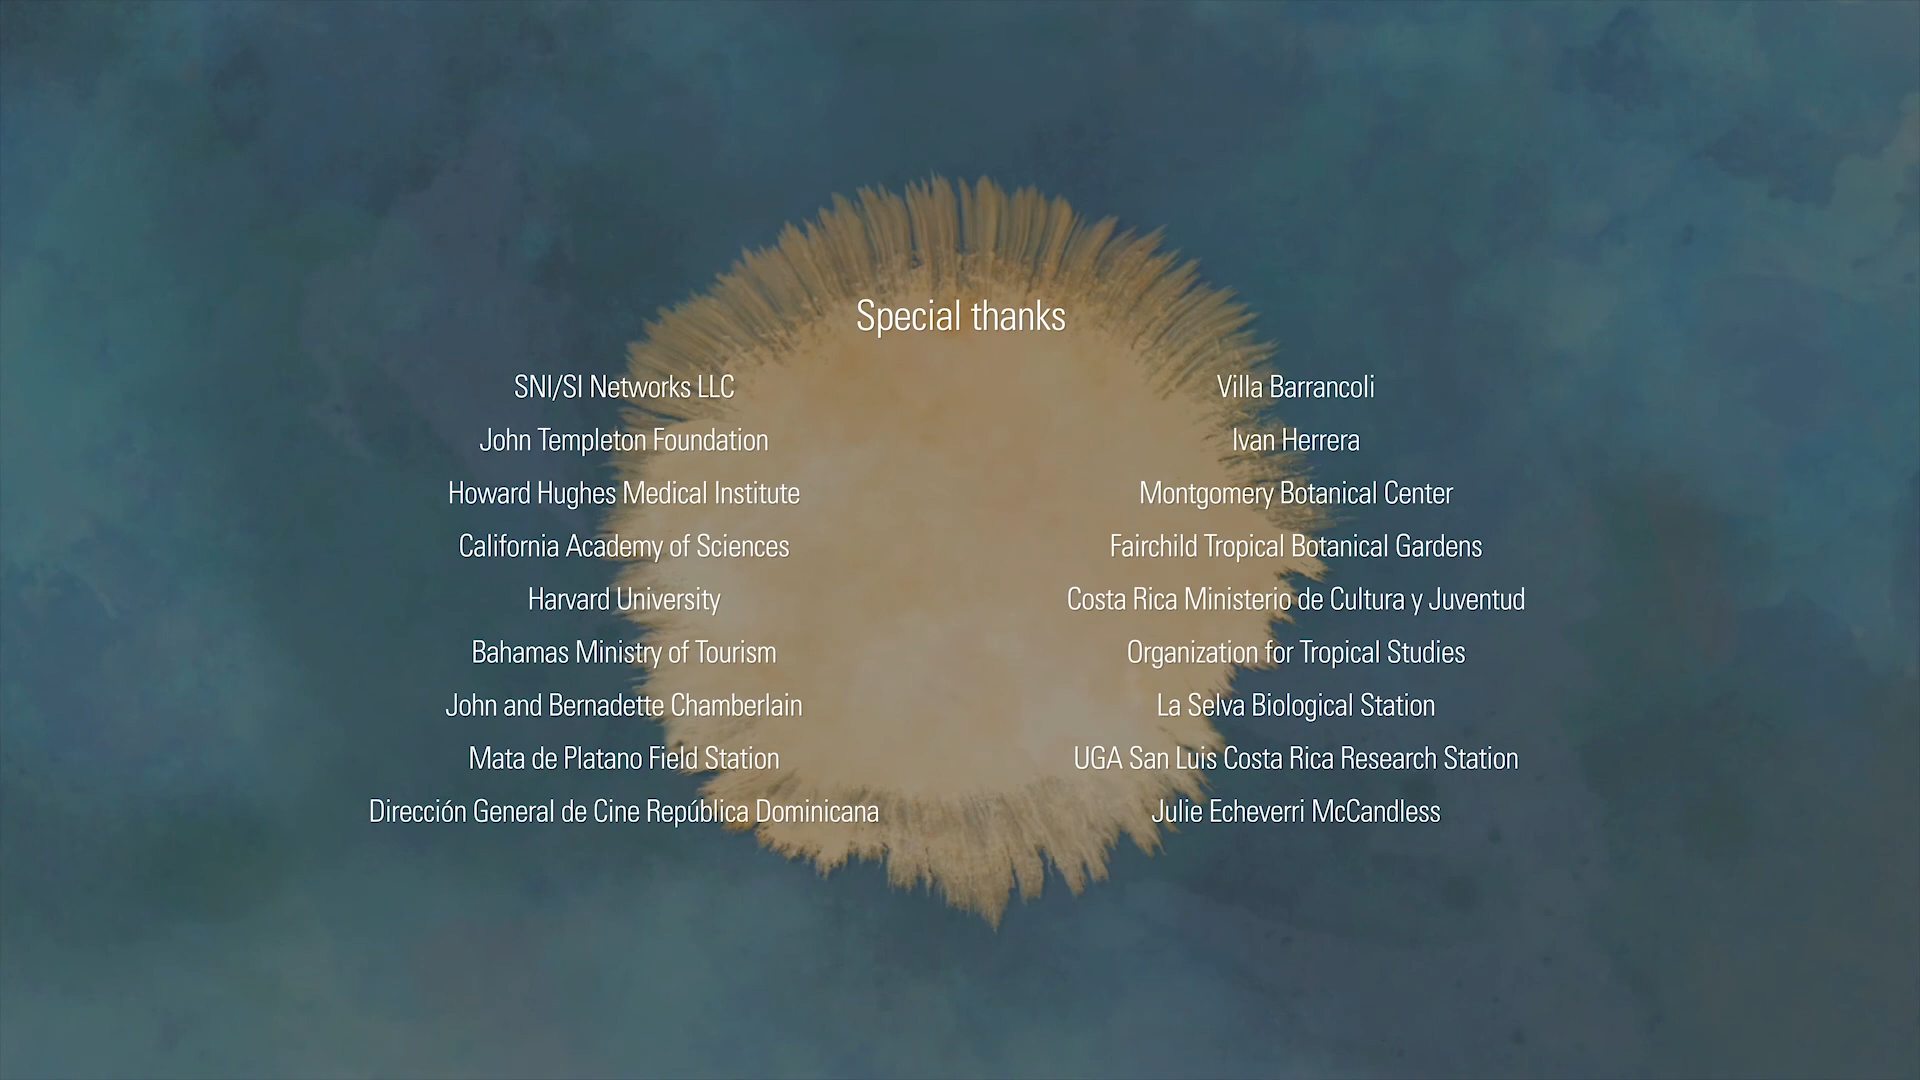 Special thanks
SNI/SI Networks LLC
John Templeton Foundation
Howard Hughes Medical Institute
California Academy of Sciences
Harvard University
Bahamas Ministry of Tourism
John and Bernadette Chamberlain
Mata de Platano Field Station
Dirección General de Cine República Dominicana
Villa Barrancoli
Ivan Herrera
Montgomery Botanical Center
Fairchild Tropical Botanical Gardens
Costa Rica Ministerio de Cultura y Juventud
Organization for Tropical Studies
La Selva Biological Station
UGA San Luis Costa Rica Research Station
Julie Echeverri McCandless